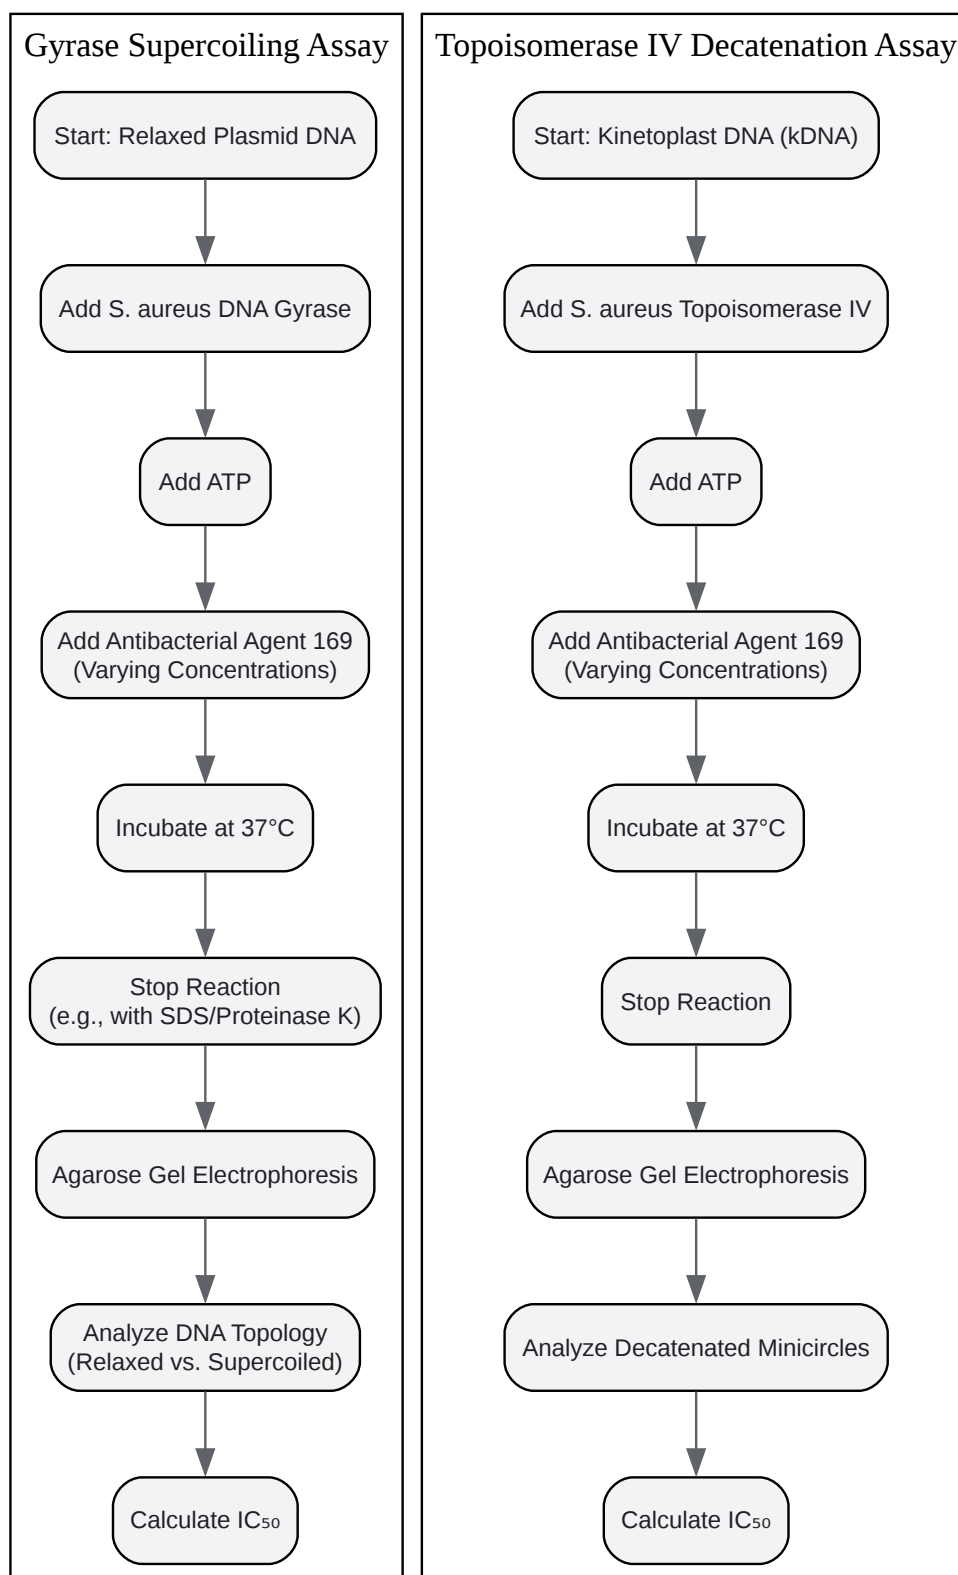 Gyrase Supercoiling Assay
Start: Relaxed Plasmid DNA
Add S. aureus DNA Gyrase
Add ATP
Add Antibacterial Agent 169
(Varying Concentrations)
Incubate at 37°C
Stop Reaction
(e.g., with SDS/Proteinase K)
Agarose Gel Electrophoresis
Analyze DNA Topology
(Relaxed vs. Supercoiled)
Calculate IC₅₀
Topoisomerase IV Decatenation Assay
Start: Kinetoplast DNA (kDNA)
Add S. aureus Topoisomerase IV
Add ATP
Add Antibacterial Agent 169
(Varying Concentrations)
Incubate at 37°C
Stop Reaction
Agarose Gel Electrophoresis
Analyze Decatenated Minicircles
Calculate IC₅₀